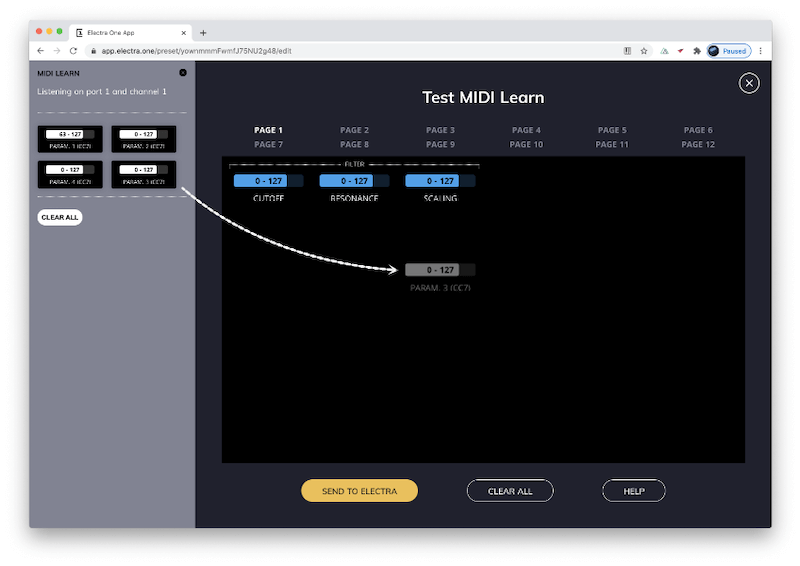 Electra One App
app.electra.one/preset/yownmmmFwmfJ75NU2g48/edit
Paused
MIDI LEARN
Listening on port 1 and channel 1
63 - 127
0 - 127
PARAM. 1 (CC7)
PARAM. 2 (CC7)
0 - 127
0 - 127
PARAM. 4 (CC7)
PARAM. 3 (CC7)
CLEAR ALL
Test MIDI Learn
PAGE 1
PAGE 2
PAGE 3
PAGE 4
PAGE 5
PAGE 6
PAGE 7
PAGE 8
PAGE 9
PAGE 10
PAGE 11
PAGE 12
FILTER
0 - 127
0 - 127
0 - 127
CUTOFF
RESONANCE
SCALING
0 - 127
PARAM. 3 (CC7)
SEND TO ELECTRA
CLEAR ALL
HELP